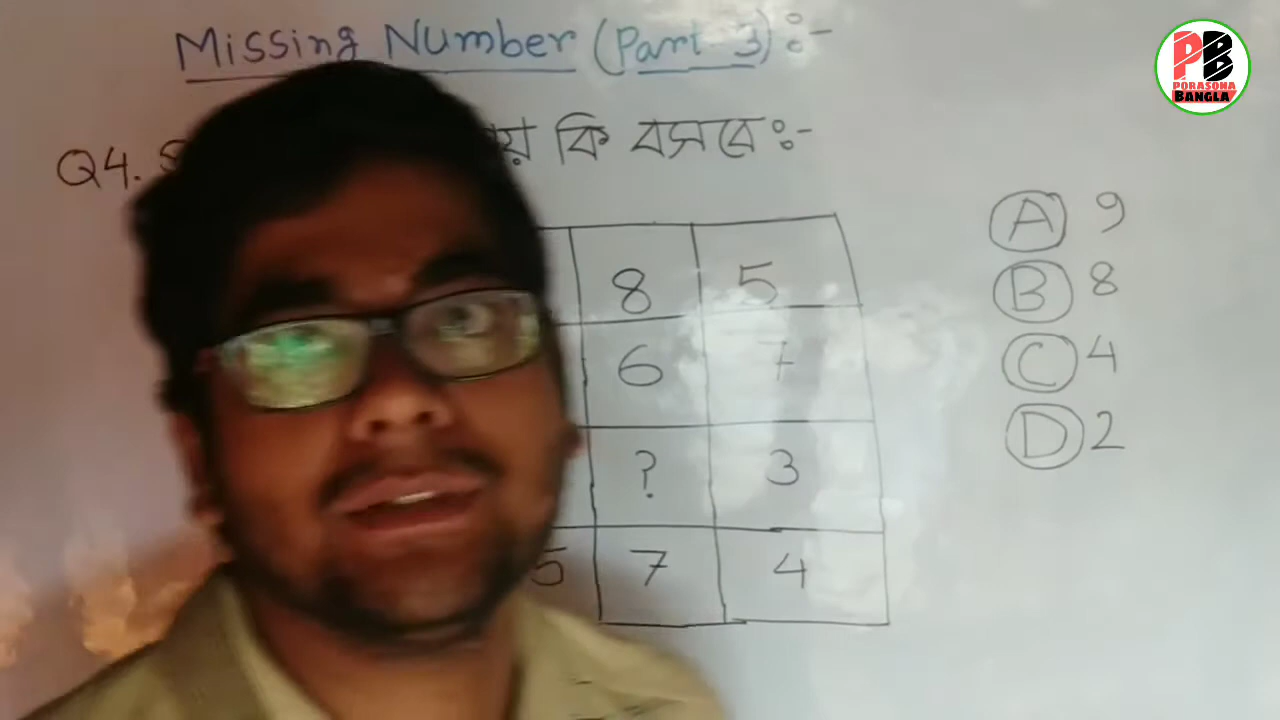 Missing Number (Part 3) :-
PB
PORASONA
BANGLA
Q4. কি বসবে :-
A 9
B 8
C 4
D 2
8 5
6 7
? 3
5 7 4